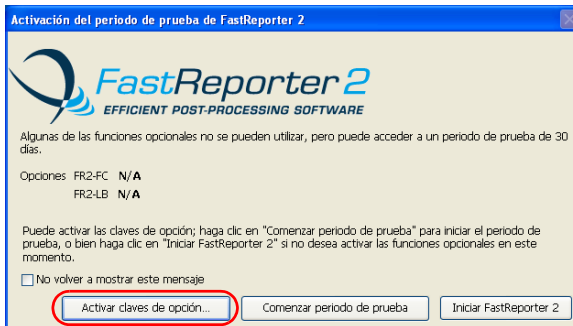 Activación del periodo de prueba de FastReporter 2
FastReporter 2
EFFICIENT POST-PROCESSING SOFTWARE
Algunas de las funciones opcionales no se pueden utilizar, pero puede acceder a un periodo de prueba de 30
días.
Opciones FR2-FC N/A
FR2-LB N/A
Puede activar las claves de opción; haga clic en "Comenzar periodo de prueba" para iniciar el periodo de
prueba, o bien haga clic en "Iniciar FastReporter 2" si no desea activar las funciones opcionales en este
momento.
No volver a mostrar este mensaje
Activar claves de opción... Comenzar periodo de prueba Iniciar FastReporter 2